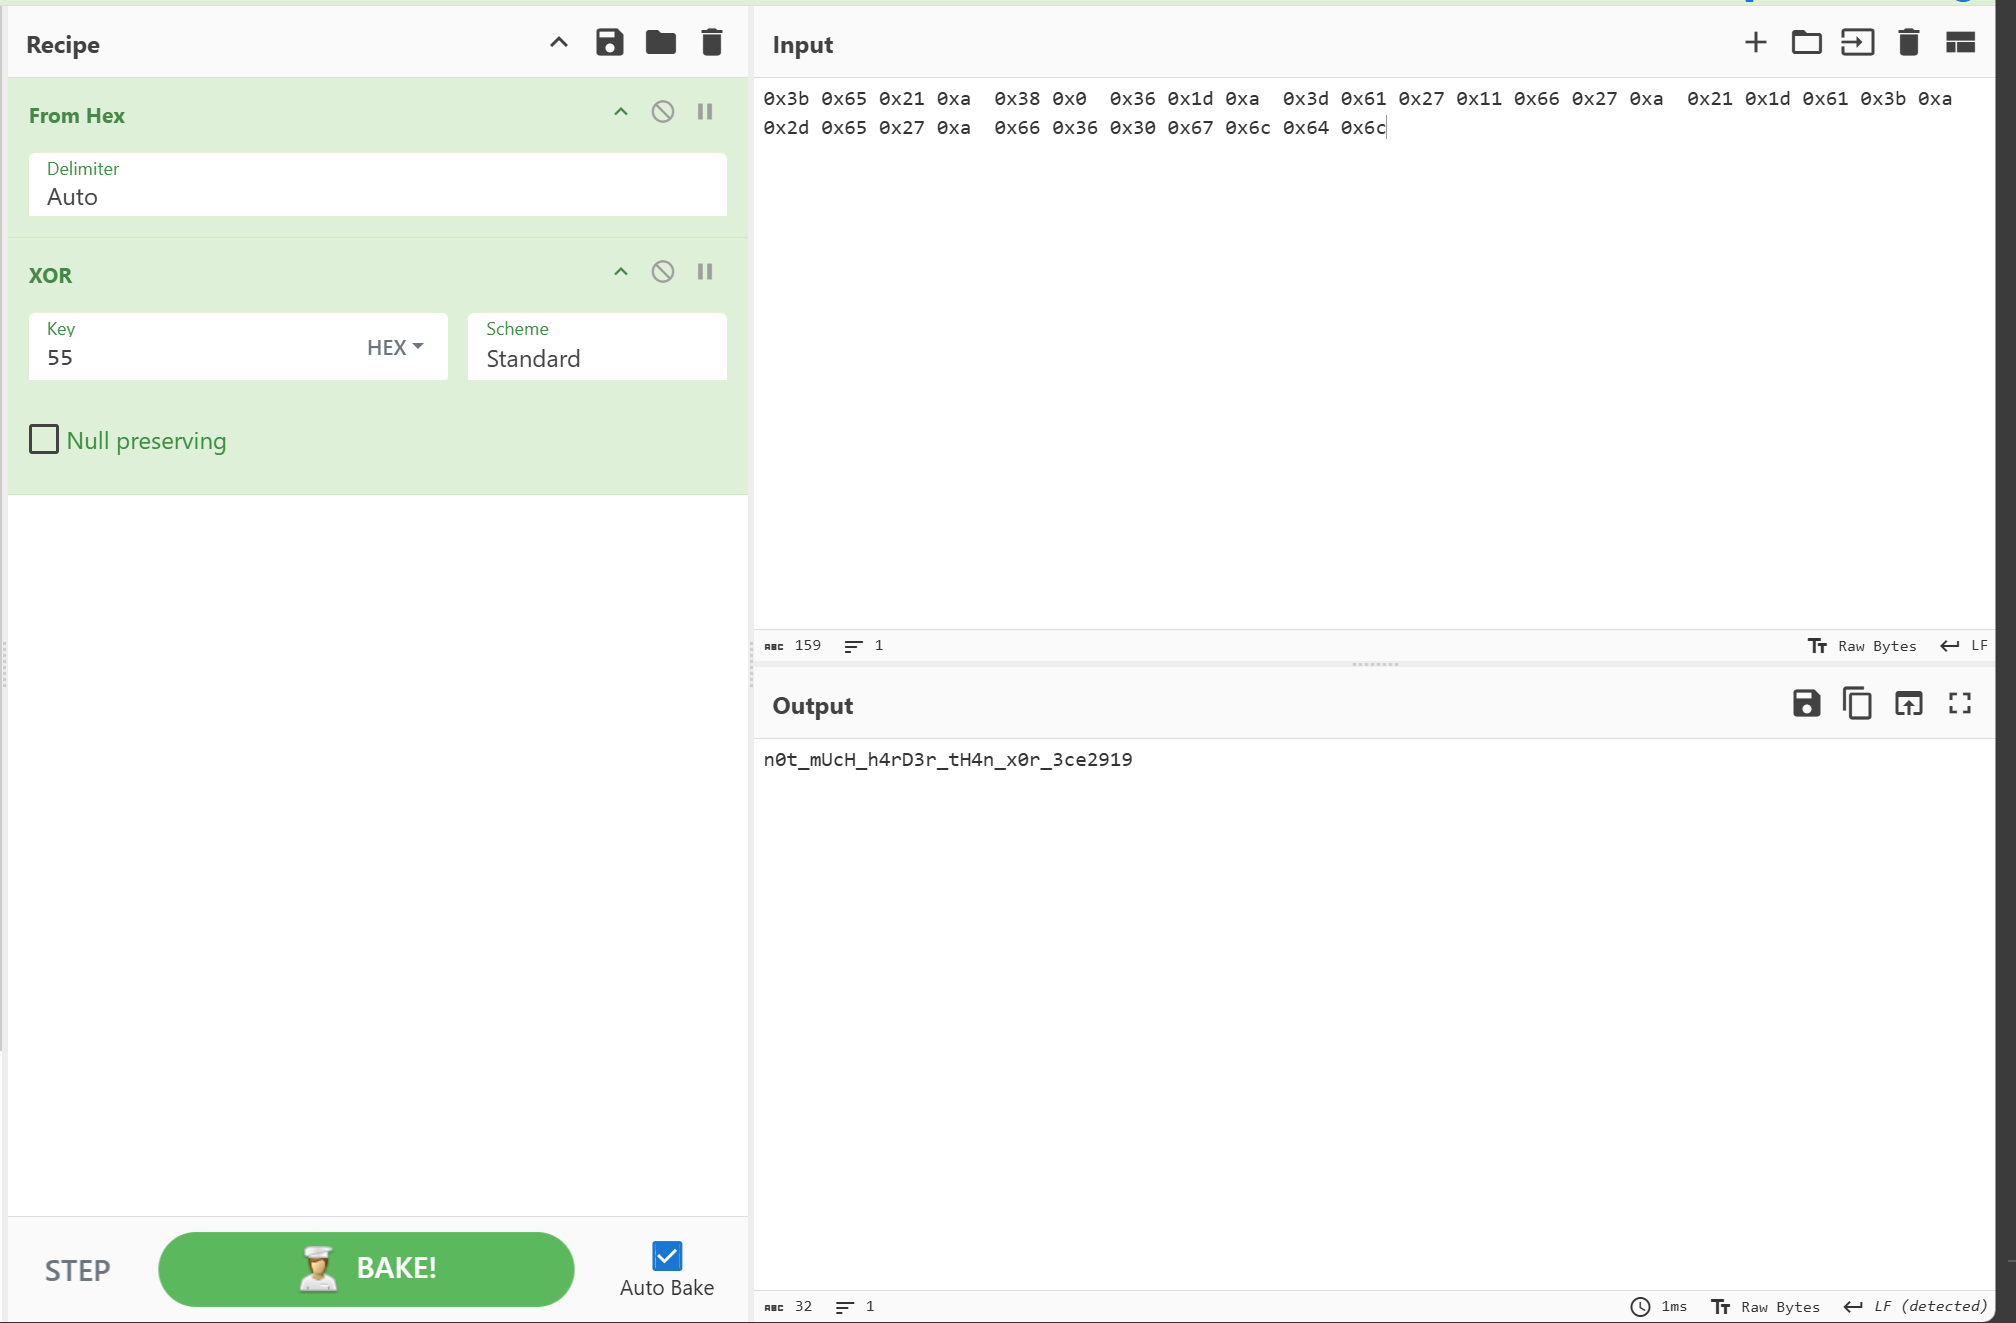 Recipe
From Hex
Delimiter
Auto
XOR
Key
55
HEX
Scheme
Standard
Null preserving
STEP
BAKE!
Auto Bake
Input
0x3b 0x65 0x21 0xa  0x38 0x0  0x36 0x1d 0xa  0x3d 0x61 0x27 0x11 0x66 0x27 0xa  0x21 0x1d 0x61 0x3b 0xa
0x2d 0x65 0x27 0xa  0x66 0x36 0x30 0x67 0x6c 0x64 0x6c
ABC 159 1
Raw Bytes LF
Output
n0t_mUcH_h4rD3r_tH4n_x0r_3ce2919
ABC 32 1
1ms Raw Bytes LF (detected)